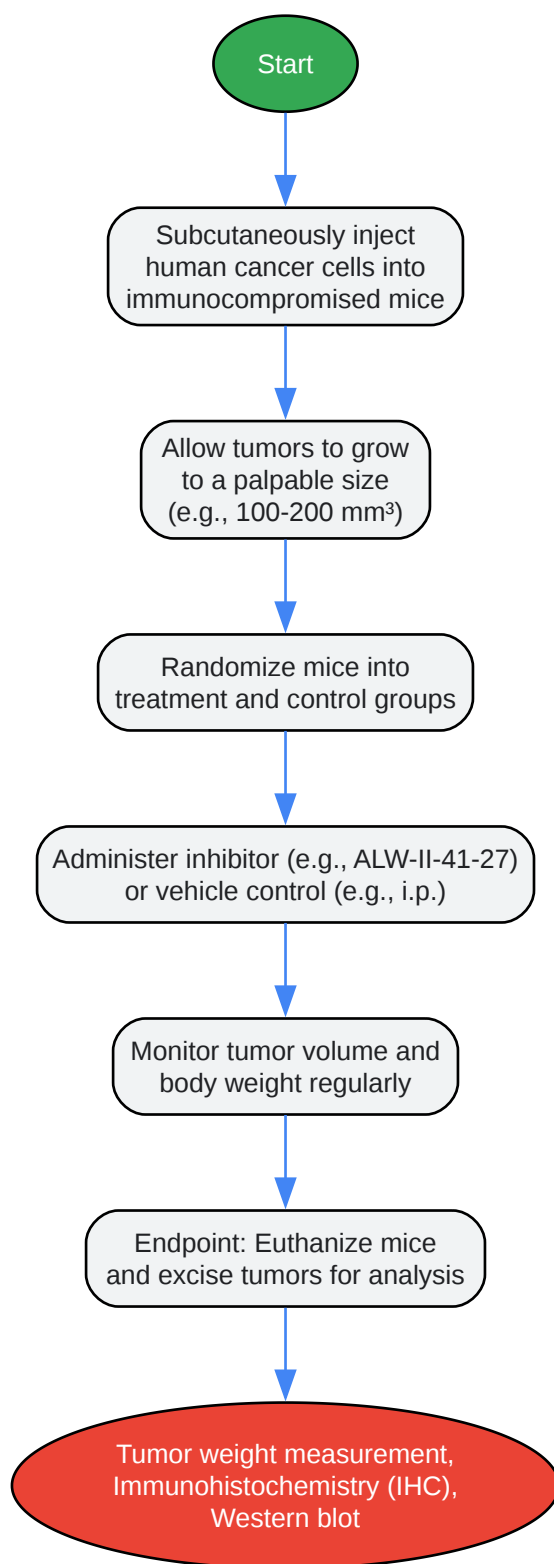 Start
Subcutaneously inject
human cancer cells into
immunocompromised mice
Allow tumors to grow
to a palpable size
(e.g., 100-200 mm³)
Randomize mice into
treatment and control groups
Administer inhibitor (e.g., ALW-II-41-27)
or vehicle control (e.g., i.p.)
Monitor tumor volume and
body weight regularly
Endpoint: Euthanize mice
and excise tumors for analysis
Tumor weight measurement,
Immunohistochemistry (IHC),
Western blot